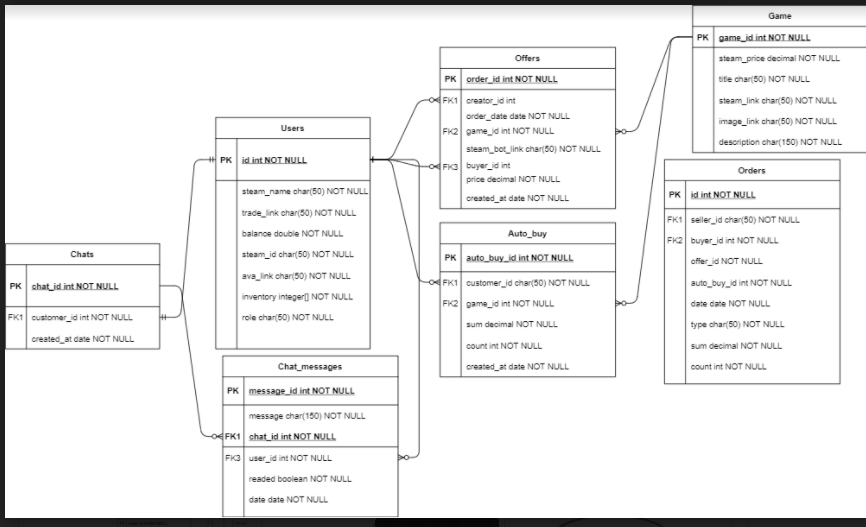 Game
PK game_id int NOT NULL
steam_price decimal NOT NULL
title char(50) NOT NULL
steam_link char(50) NOT NULL
image_link char(50) NOT NULL
description char(150) NOT NULL
Offers
PK order_id int NOT NULL
FK1 creator_id int
order_date date NOT NULL
FK2 game_id int NOT NULL
steam_bot_link char(50) NOT NULL
FK3 buyer_id int
price decimal NOT NULL
created_at date NOT NULL
Users
PK id int NOT NULL
steam_name char(50) NOT NULL
trade_link char(50) NOT NULL
balance double NOT NULL
steam_id char(50) NOT NULL
ava_link char(50) NOT NULL
inventory integer[] NOT NULL
role char(50) NOT NULL
Orders
PK id int NOT NULL
FK1 seller_id char(50) NOT NULL
FK2 buyer_id int NOT NULL
offer_id NOT NULL
auto_buy_id int NOT NULL
date date NOT NULL
type char(50) NOT NULL
sum decimal NOT NULL
count int NOT NULL
Auto_buy
PK auto_buy_id int NOT NULL
FK1 customer_id char(50) NOT NULL
FK2 game_id int NOT NULL
sum decimal NOT NULL
count int NOT NULL
created_at date NOT NULL
Chats
PK chat_id int NOT NULL
FK1 customer_id int NOT NULL
created_at date NOT NULL
Chat_messages
PK message_id int NOT NULL
message char(150) NOT NULL
FK1 chat_id int NOT NULL
FK3 user_id int NOT NULL
readed boolean NOT NULL
date date NOT NULL